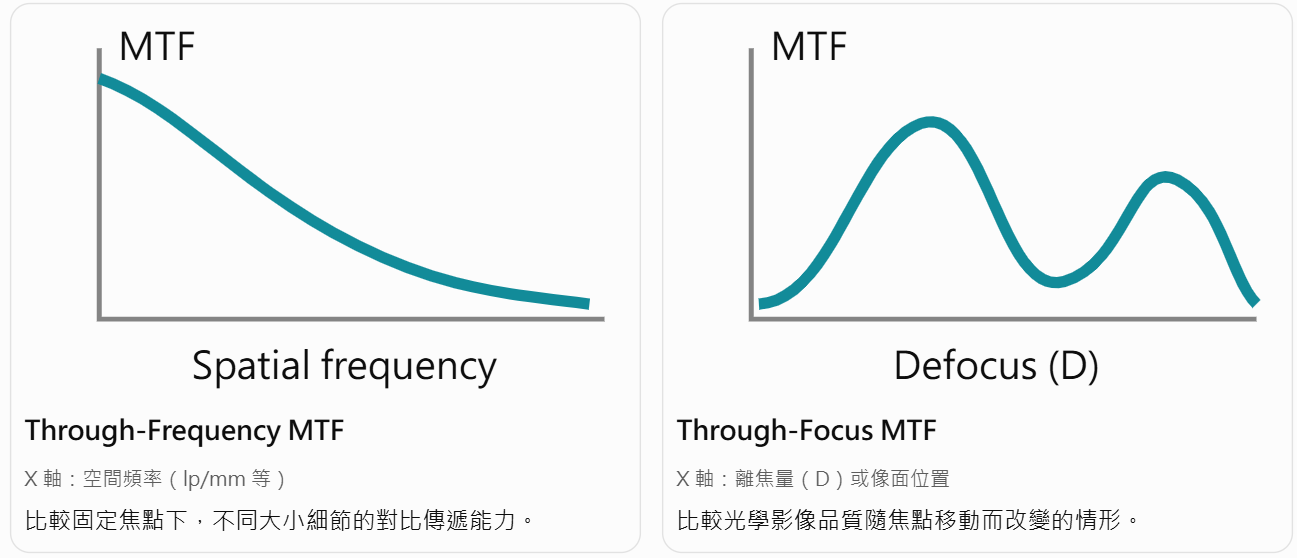 MTF
Spatial frequency
Through-Frequency MTF
X 軸：空間頻率（lp/mm 等）
比較固定焦點下，不同大小細節的對比傳遞能力。
MTF
Defocus (D)
Through-Focus MTF
X 軸：離焦量（D）或像面位置
比較光學影像品質隨焦點移動而改變的情形。